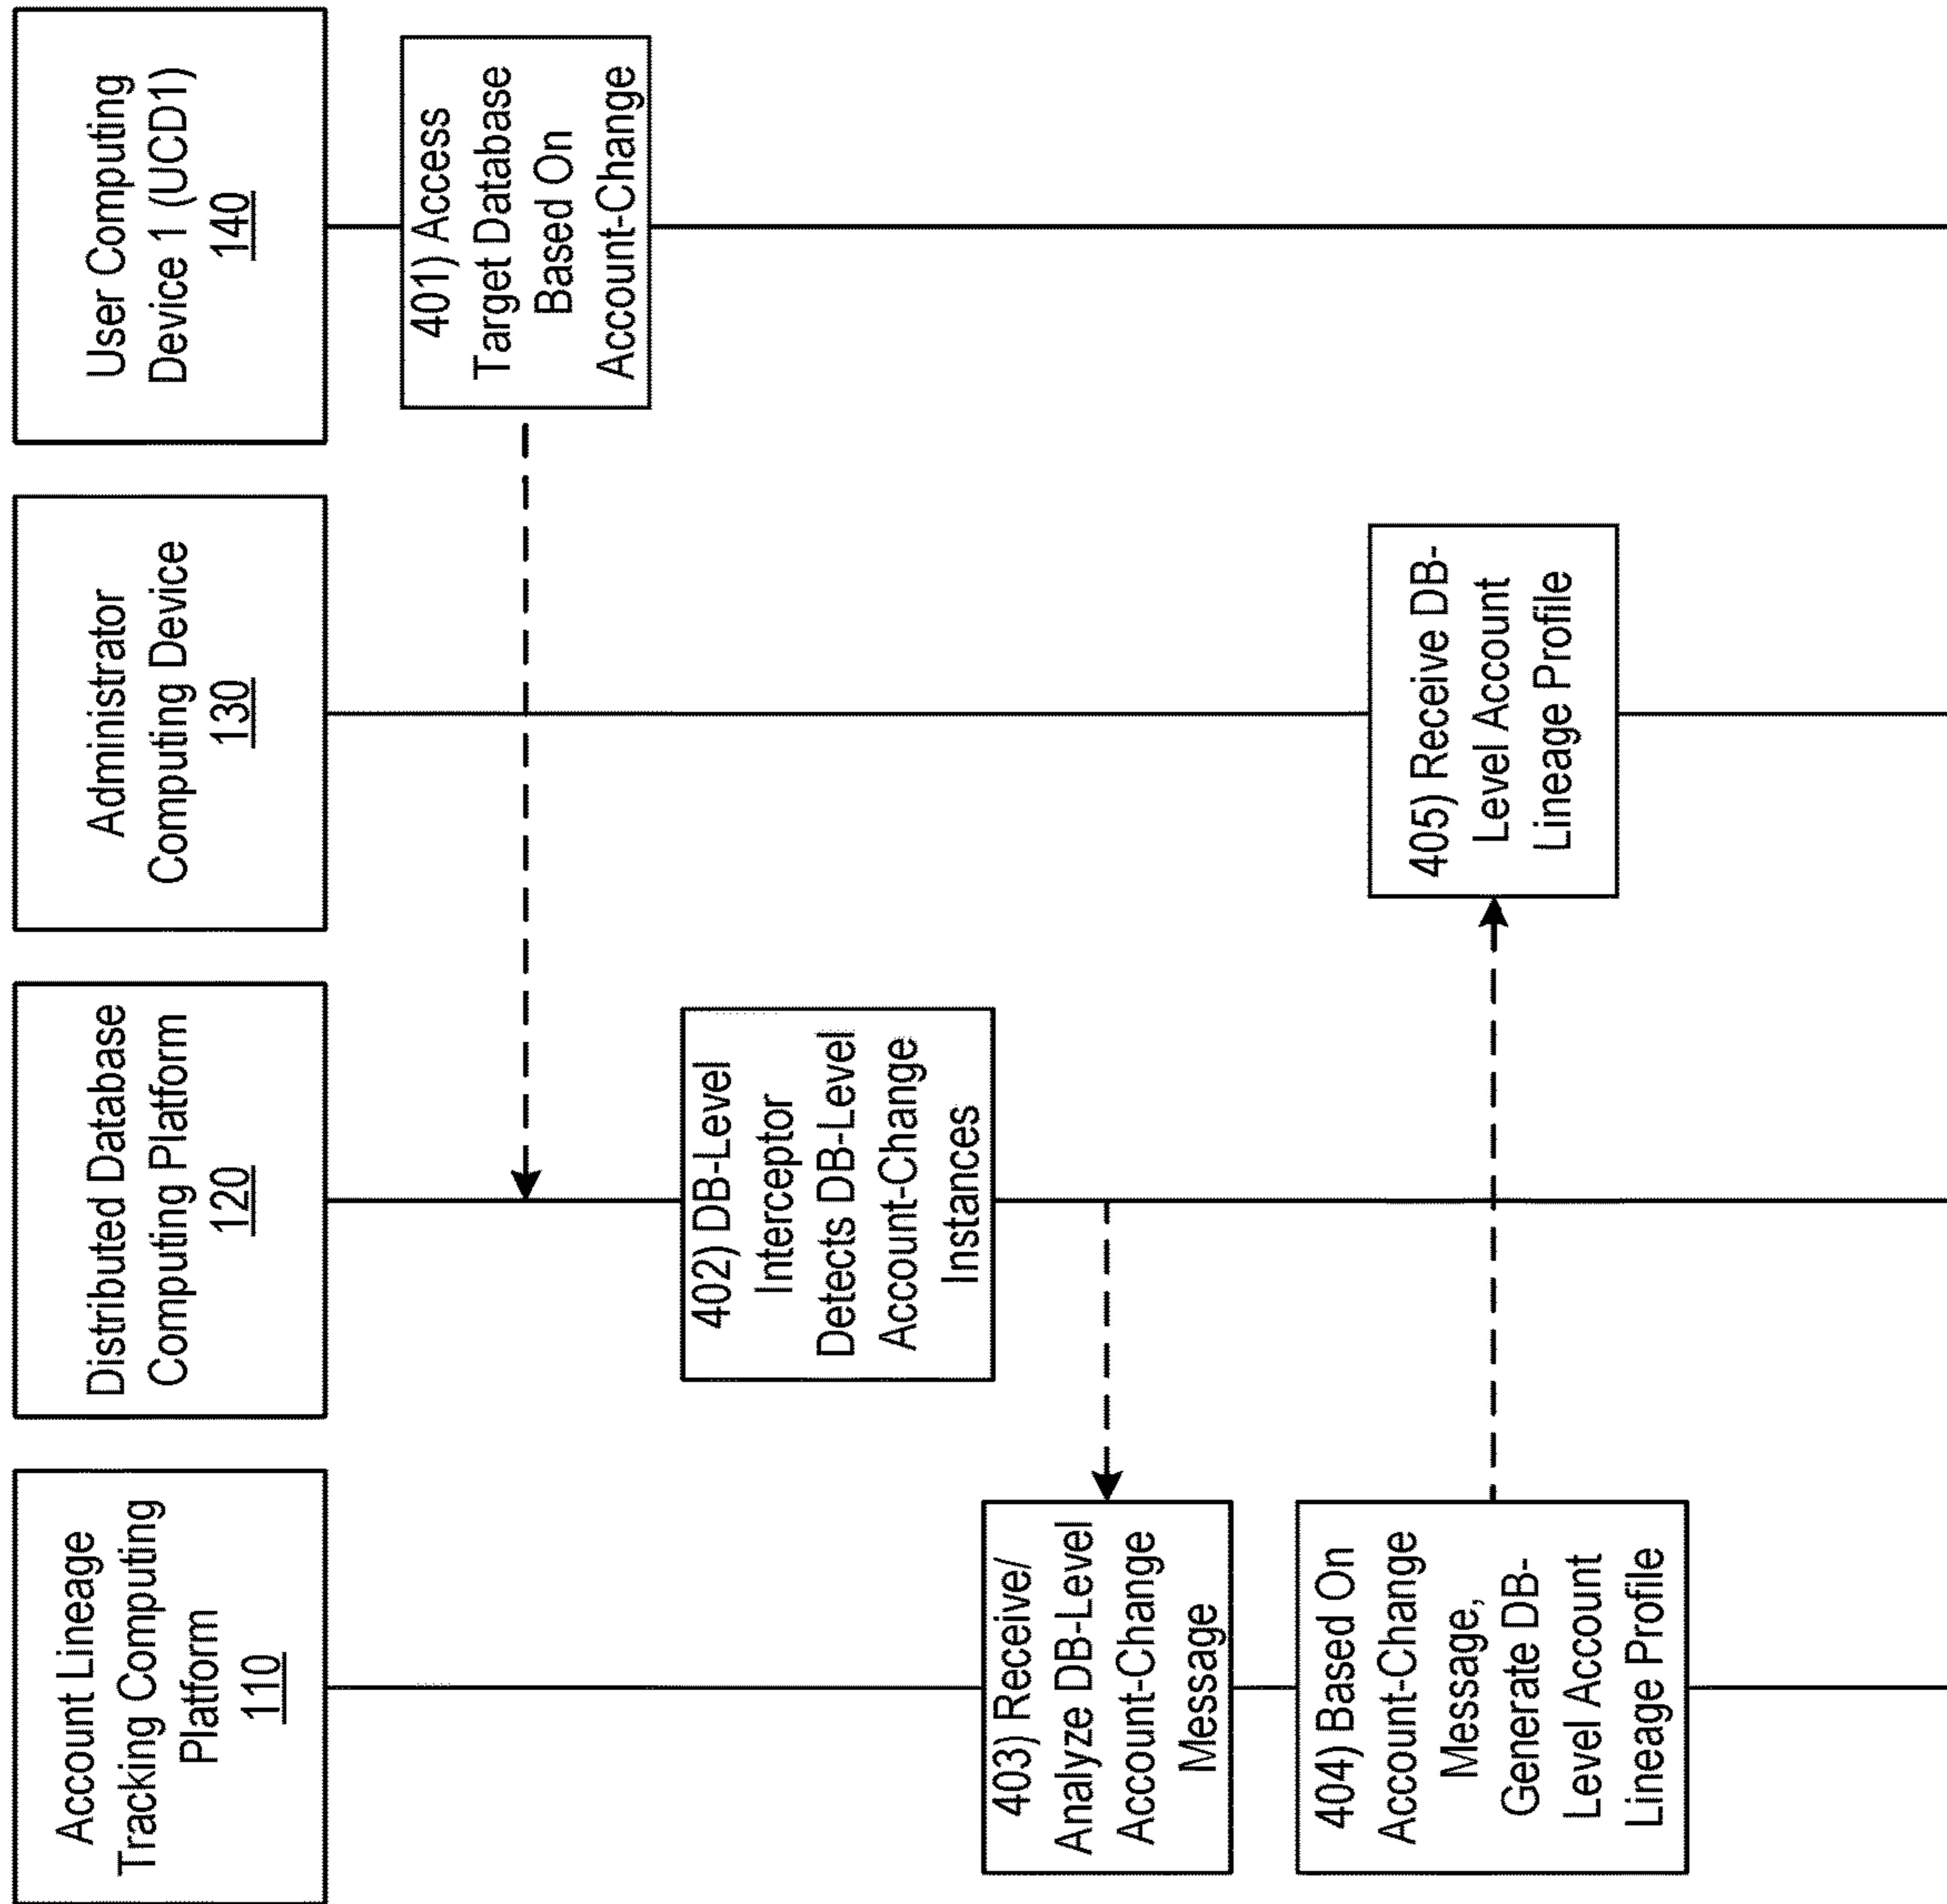 Account Lineage
Tracking Computing
Platform
110
Distributed Database
Computing Platform
120
Administrator
Computing Device
130
User Computing
Device 1 (UCD1)
140
401) Access
Target Database
Based On
Account-Change
402) DB-Level
Interceptor
Detects DB-Level
Account-Change
Instances
403) Receive/
Analyze DB-Level
Account-Change
Message
404) Based On
Account-Change
Message,
Generate DB-
Level Account
Lineage Profile
405) Receive DB-
Level Account
Lineage Profile